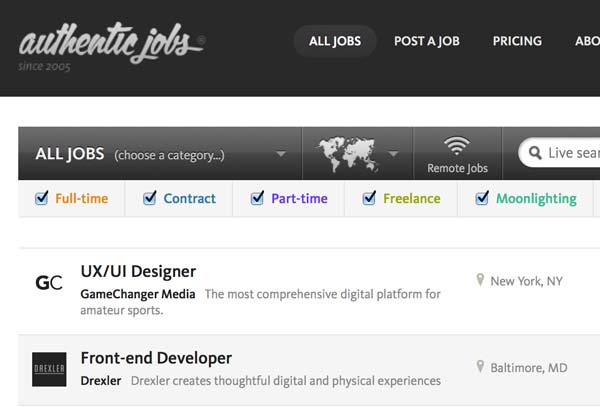 authentic jobs®
since 2005
ALL JOBS POST A JOB PRICING ABO
ALL JOBS (choose a category...) Remote Jobs Live sear
Full-time Contract Part-time Freelance Moonlighting
GC UX/UI Designer
GameChanger Media The most comprehensive digital platform for New York, NY
amateur sports.
Front-end Developer
DREXLER Drexler Drexler creates thoughtful digital and physical experiences Baltimore, MD